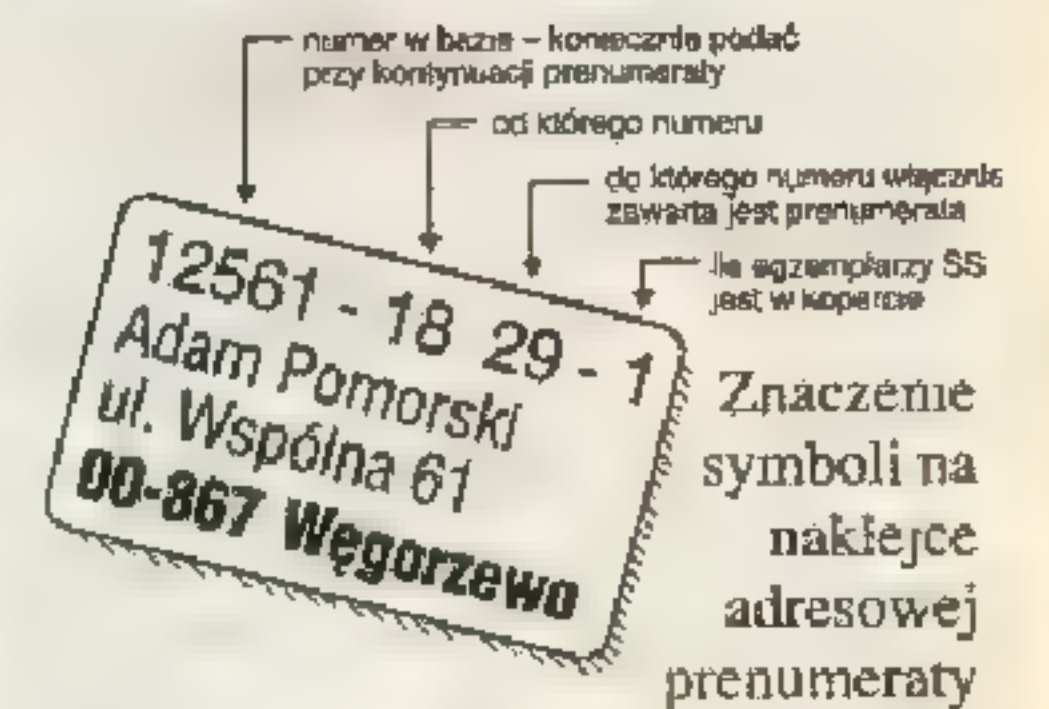 numer w bazie – koniecznie podać
przy kontynuacji prenumeraty
od którego numeru
do którego numeru włącznie
zawarta jest prenumerata
ile egzemplarzy SS
jest w kopercie
12561 - 18 29 - 1
Adam Pomorski
ul. Wspólna 61
00-867 Węgorzewo
Znaczenie
symboli na
naklejce
adresowej
prenumeraty